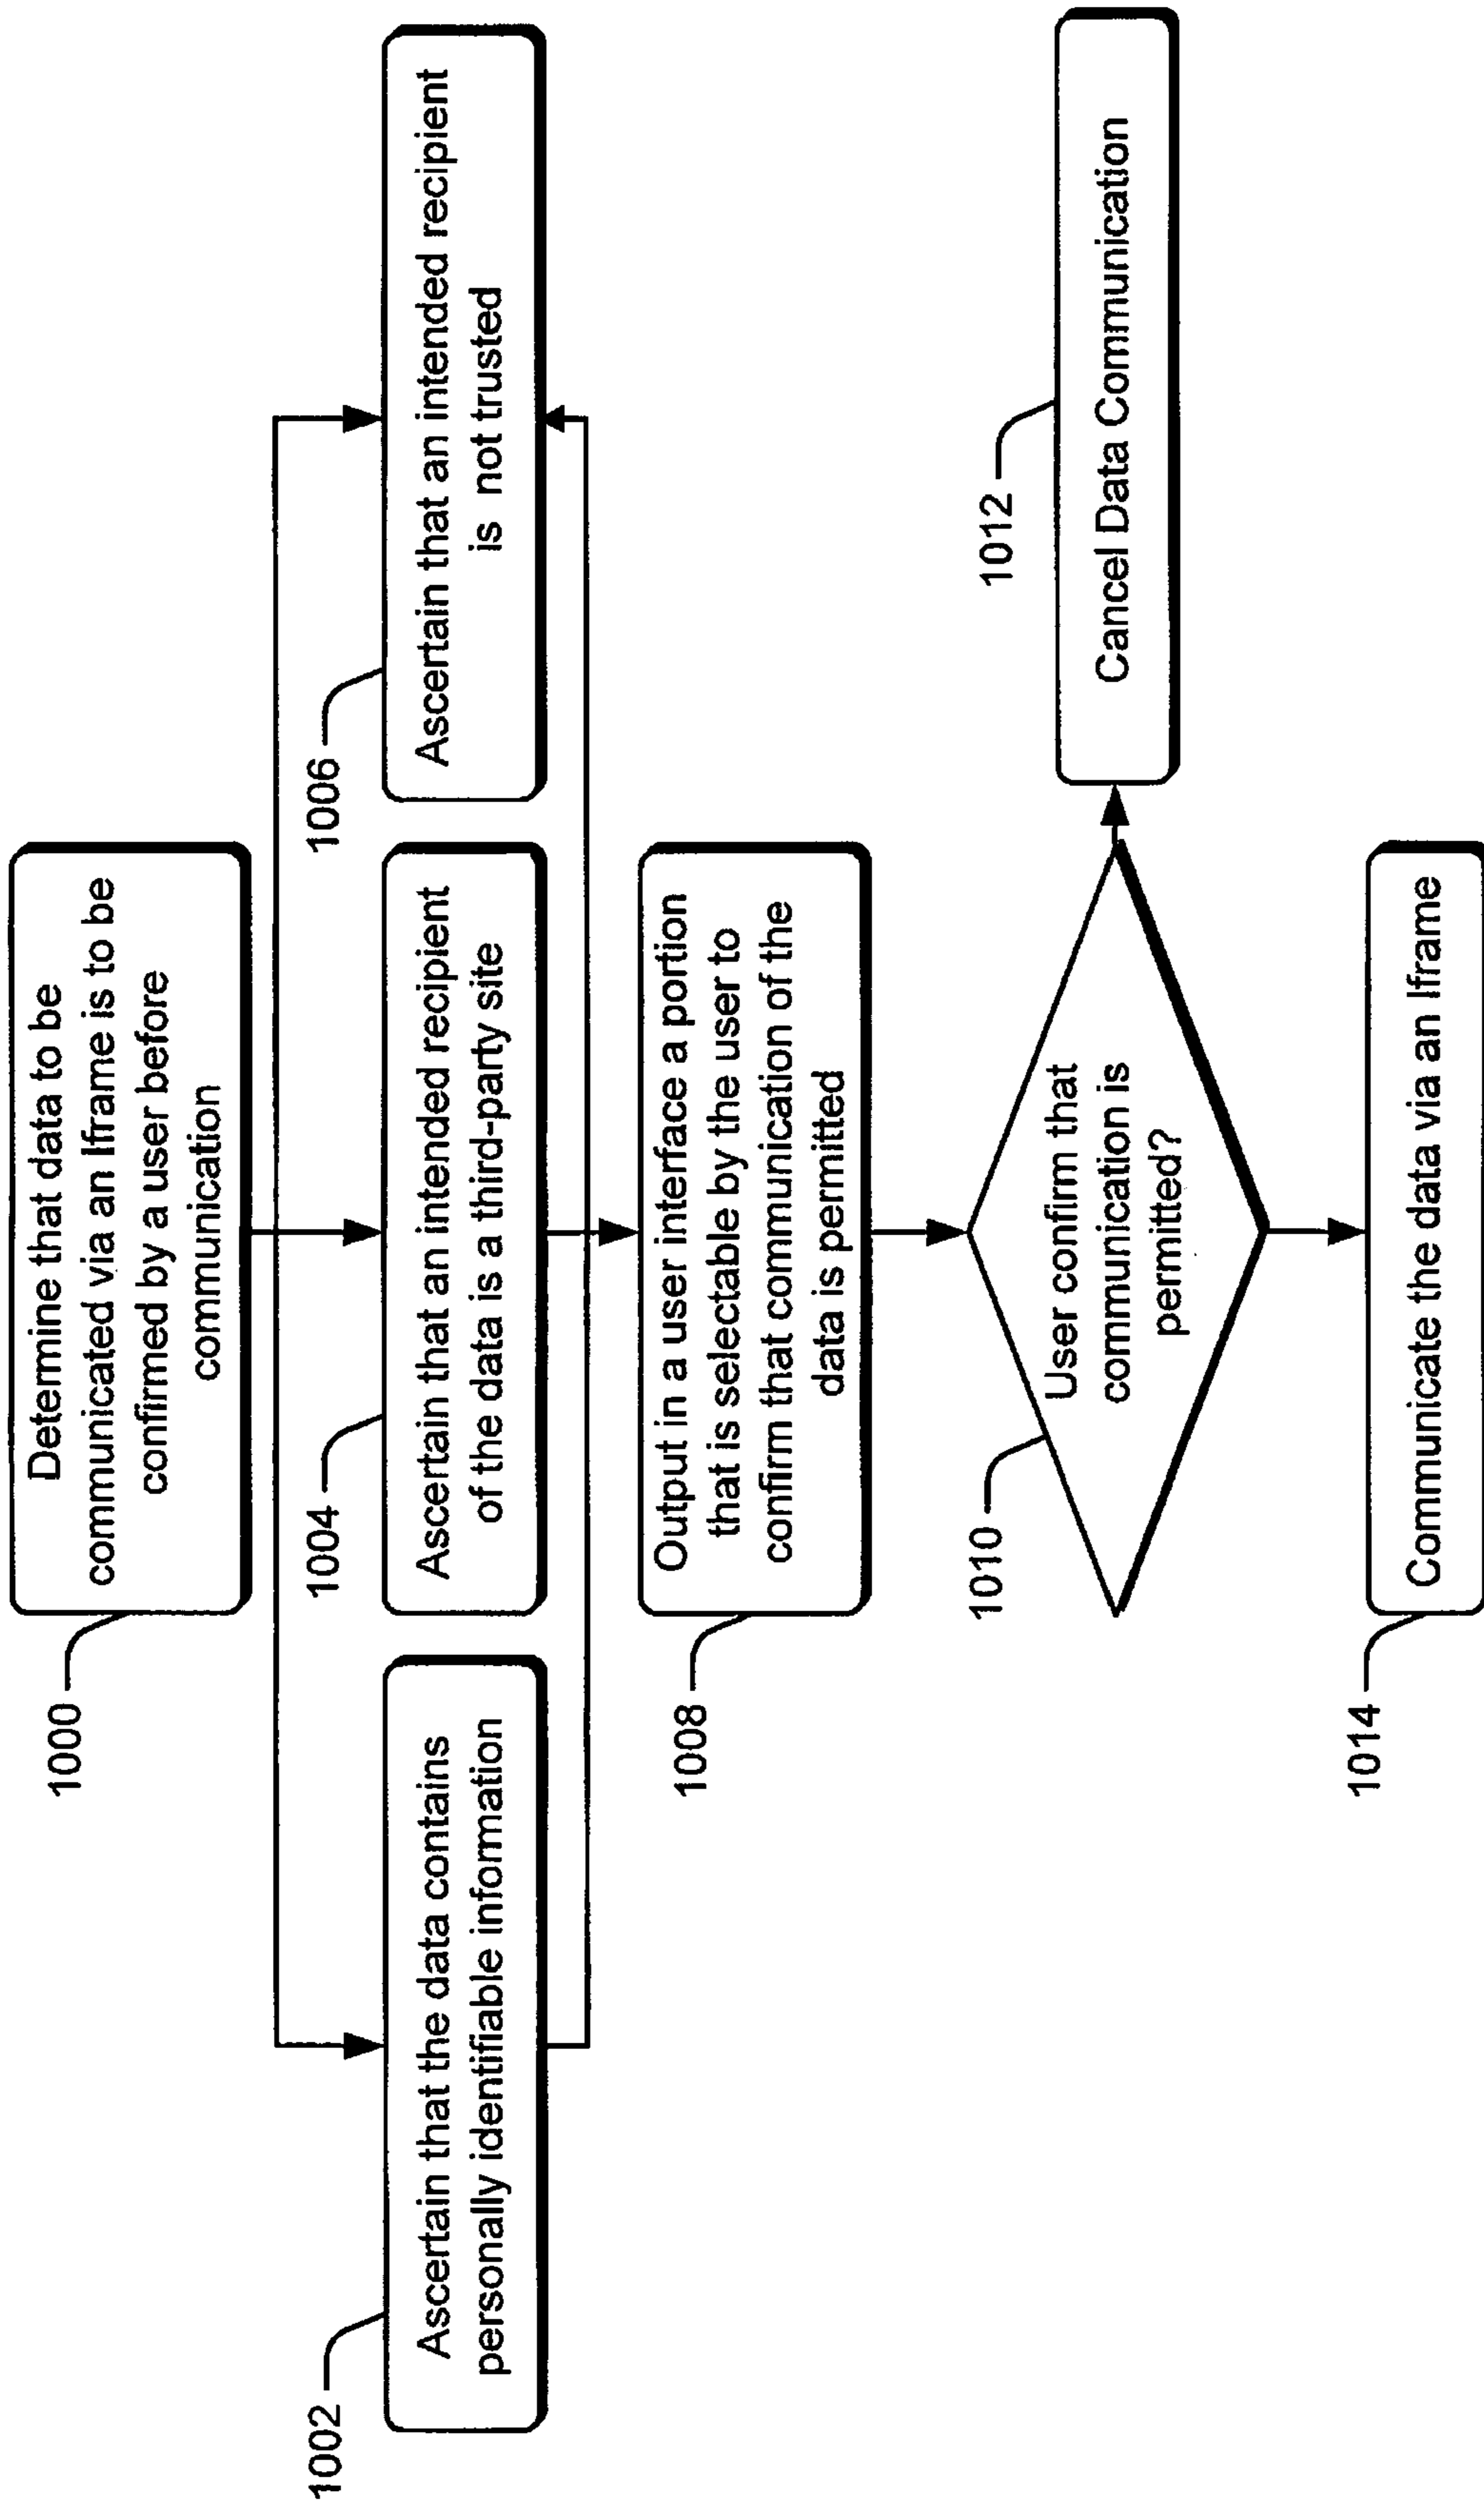 1000
Determine that data to be
communicated via an Iframe is to be
confirmed by a user before
communication
1002
Ascertain that the data contains
personally identifiable information
1004
Ascertain that an intended recipient
of the data is a third-party site
1006
Ascertain that an intended recipient
is not trusted
1008
Output in a user interface a portion
that is selectable by the user to
confirm that communication of the
data is permitted
1010
User confirm that
communication is
permitted?
1012
Cancel Data Communication
1014
Communicate the data via an Iframe